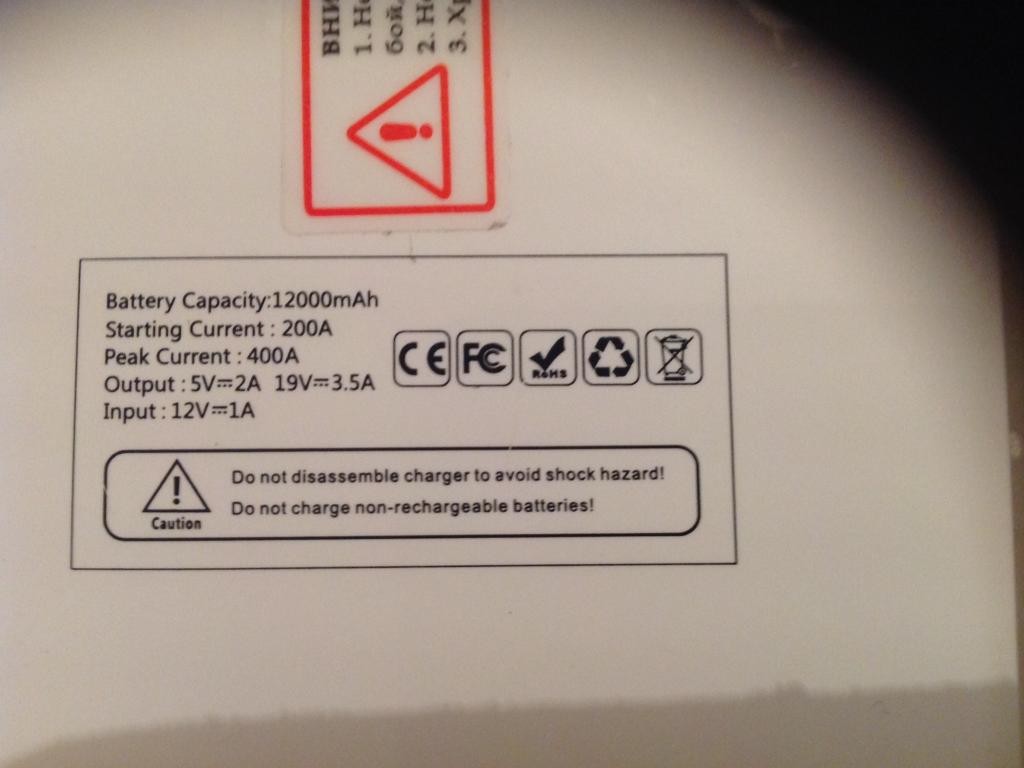 ВНИ
1. Не
бой
2. Не
3. Хр
Battery Capacity:12000mAh
Starting Current : 200A
Peak Current : 400A
Output : 5V⎓2A 19V⎓3.5A
Input : 12V⎓1A
CE FC RoHS
Do not disassemble charger to avoid shock hazard!
Do not charge non-rechargeable batteries!
Caution